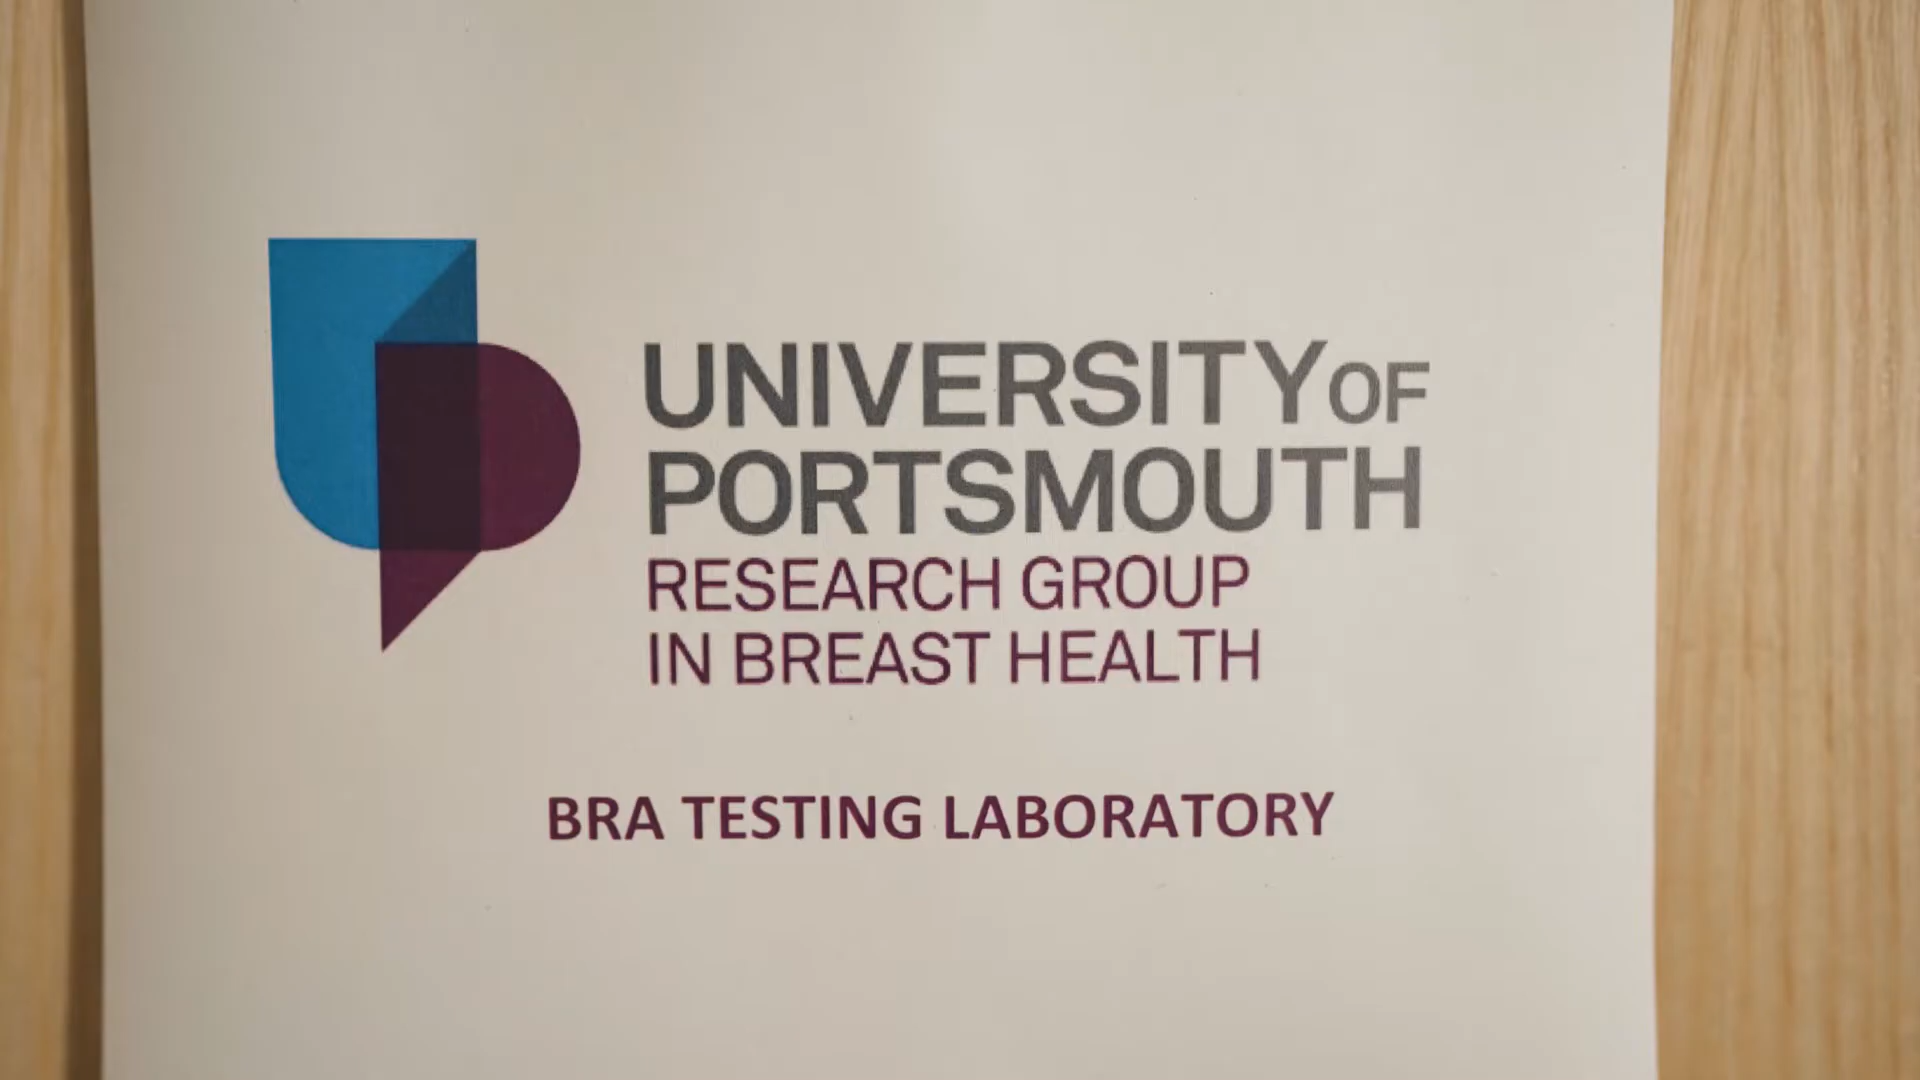 UNIVERSITY OF
PORTSMOUTH
RESEARCH GROUP
IN BREAST HEALTH
BRA TESTING LABORATORY